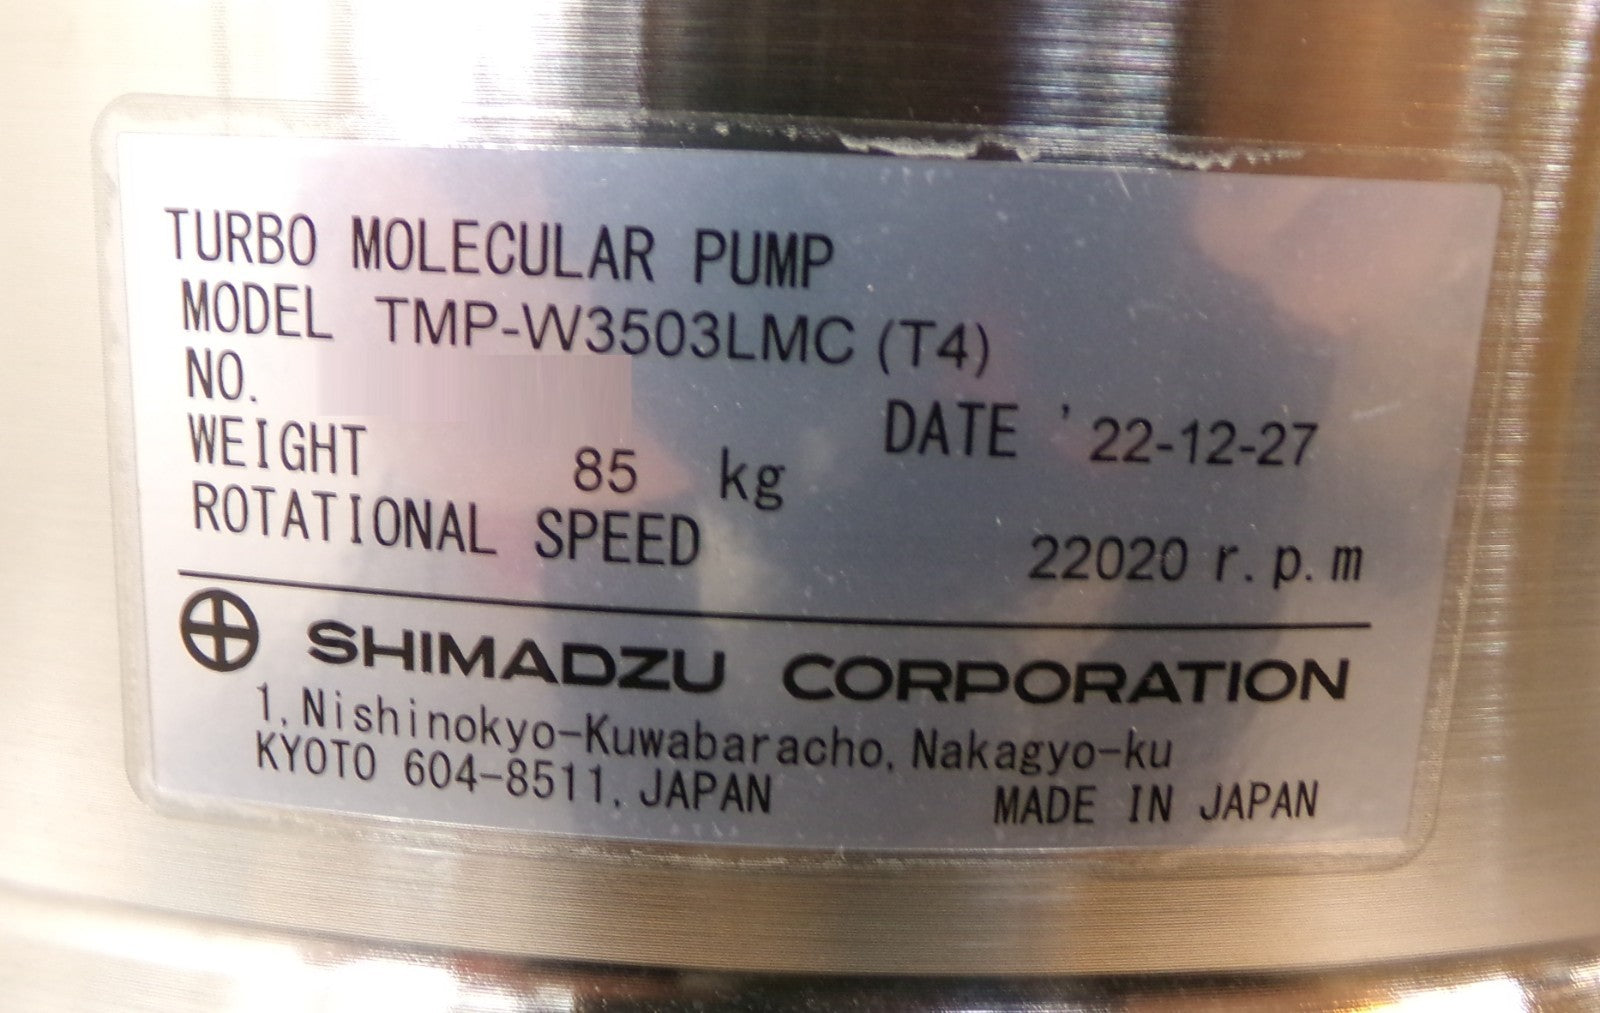 TURBO MOLECULAR PUMP
MODEL TMP-W3503LMC (T4)
NO.
DATE '22-12-27
WEIGHT 85 kg
ROTATIONAL SPEED 22020 r.p.m
SHIMADZU CORPORATION
1, Nishinokyo-Kuwabaracho, Nakagyo-ku
KYOTO 604-8511, JAPAN
MADE IN JAPAN